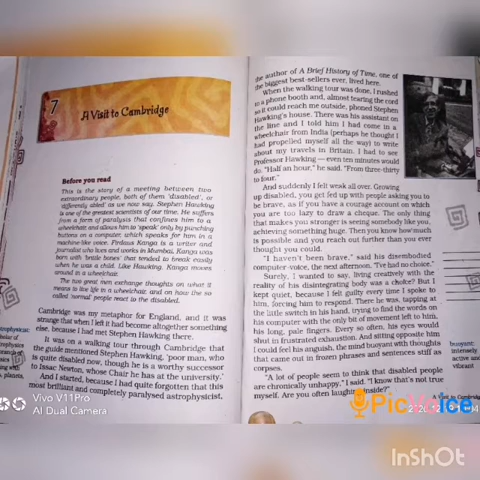 7
A Visit to Cambridge
Before you read
This is the story of a meeting between two
extraordinary people, both of them 'disabled', or
'differently abled' as we now say. Stephen Hawking
is one of the greatest scientists of our time. He suffers
from a form of paralysis that confines him to a
wheelchair, and allows him to 'speak' only by punching
buttons on a computer, which speaks for him in a
machine-like voice. Firdaus Kanga is a writer and
journalist who lives and works in Mumbai. Kanga was
born with 'brittle bones' that tended to break easily
when he was a child. Like Hawking, Kanga moves
around in a wheelchair.
The two great men exchange thoughts on what it
means to live life in a wheelchair, and on how the so
called 'normal' people react to the disabled.
Cambridge was my metaphor for England, and it was
strange that when I left it had become altogether something
else, because I had met Stephen Hawking there.
It was on a walking tour through Cambridge that
the guide mentioned Stephen Hawking, 'poor man, who
is quite disabled now, though he is a worthy successor
to Issac Newton, whose Chair he has at the university.'
And I started, because I had quite forgotten that this
most brilliant and completely paralysed astrophysicist,
the author of A Brief History of Time, one of
the biggest best-sellers ever, lived here.
When the walking tour was done, I rushed
to a phone booth and, almost tearing the cord
so it could reach me outside, phoned Stephen
Hawking's house. There was his assistant on
the line and I told him I had come in a
wheelchair from India (perhaps he thought I
had propelled myself all the way) to write
about my travels in Britain. I had to see
Professor Hawking — even ten minutes would
do. "Half an hour," he said. "From three-thirty
to four."
And suddenly I felt weak all over. Growing
up disabled, you get fed up with people asking you to
be brave, as if you have a courage account on which
you are too lazy to draw a cheque. The only thing
that makes you stronger is seeing somebody like you,
achieving something huge. Then you know how much
is possible and you reach out further than you ever
thought you could.
"I haven't been brave," said his disembodied
computer-voice, the next afternoon. "I've had no choice."
Surely, I wanted to say, living creatively with the
reality of his disintegrating body was a choice? But I
kept quiet, because I felt guilty every time I spoke to
him, forcing him to respond. There he was, tapping at
the little switch in his hand, trying to find the words on
his computer with the only bit of movement left to him,
his long, pale fingers. Every so often, his eyes would
shut in frustrated exhaustion. And sitting opposite him
I could feel his anguish, the mind buoyant with thoughts
that came out in frozen phrases and sentences stiff as
corpses.
"A lot of people seem to think that disabled people
are chronically unhappy," I said. "I know that's not true
myself. Are you often laughing inside?"
buoyant:
intensely
active and
vibrant
A Visit to Cambridge
Vivo V11Pro
AI Dual Camera
PicVoice
InShOt